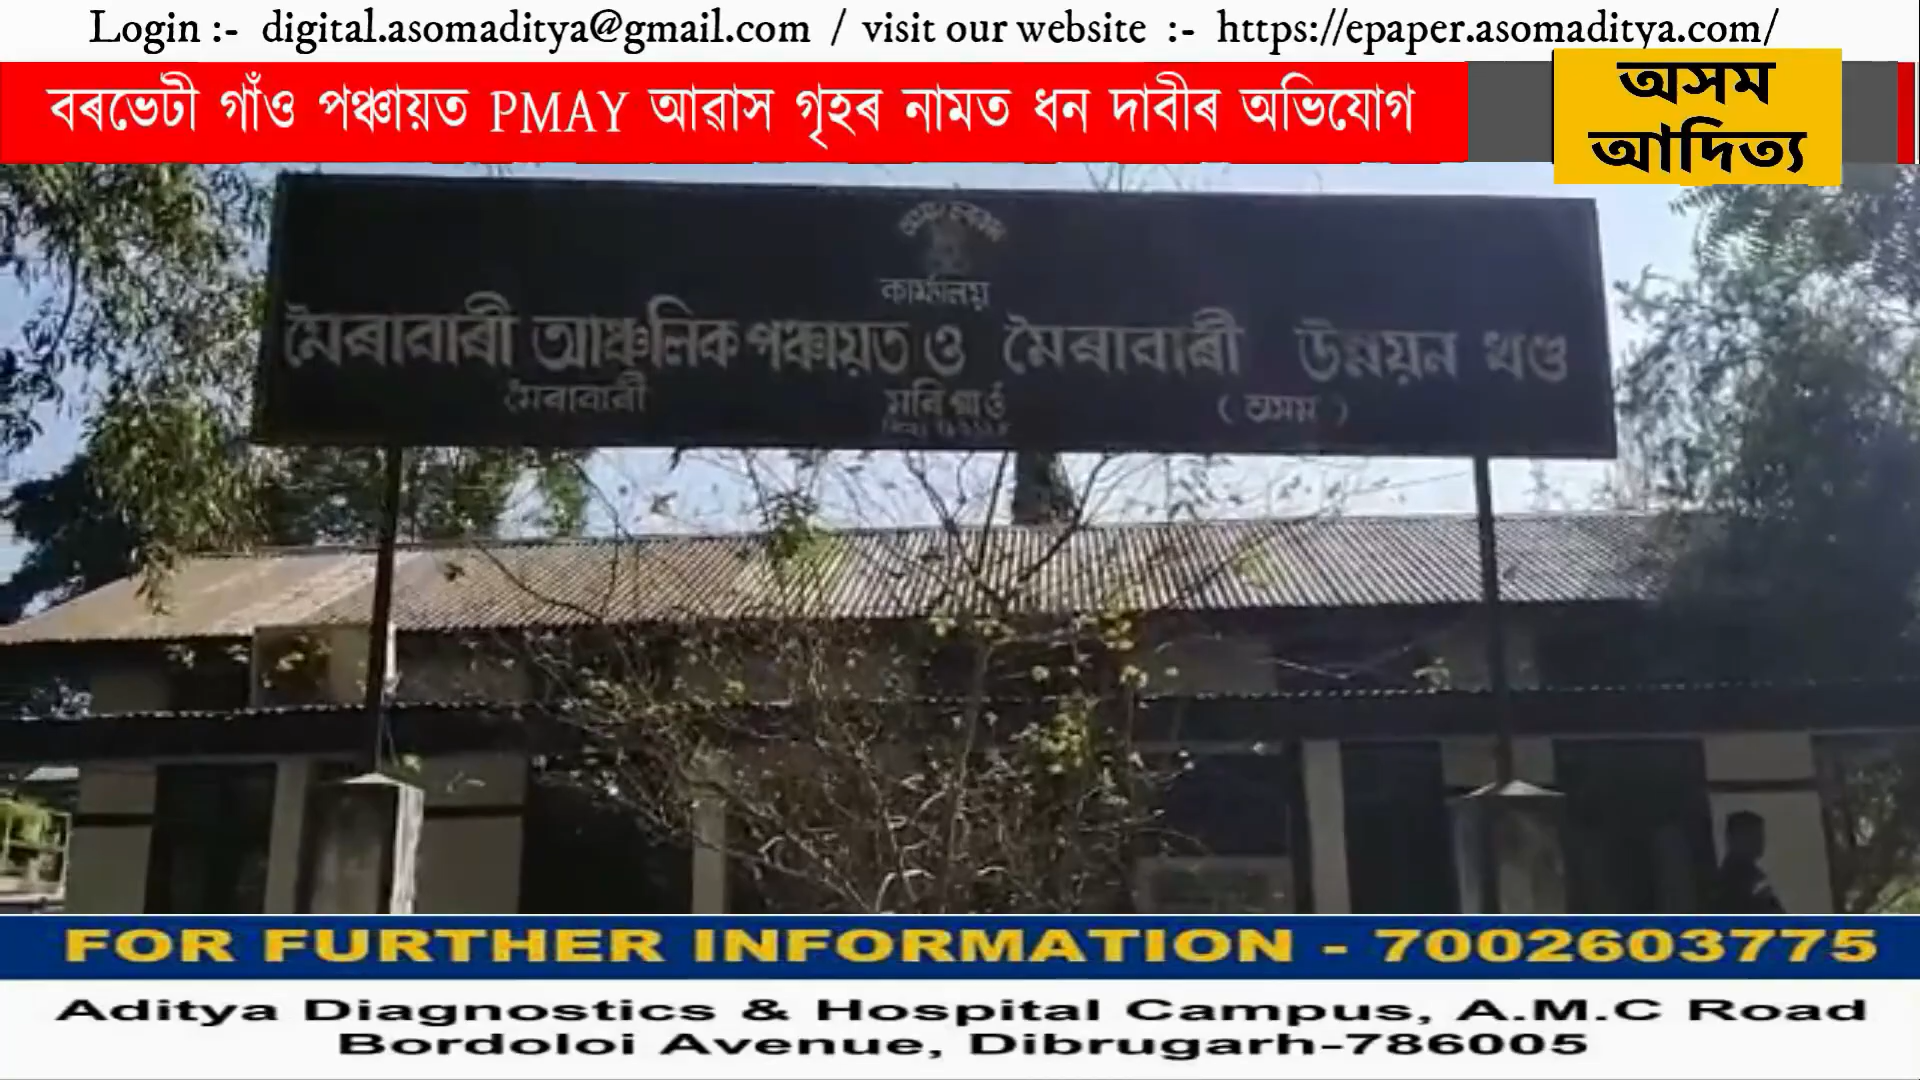 Login :- digital.asomaditya@gmail.com / visit our website :- https://epaper.asomaditya.com/
বৰভেটী গাঁও পঞ্চায়ত PMAY আৱাস গৃহৰ নামত ধন দাবীৰ অভিযোগ
অসম
আদিত্য
কাৰ্য্যালয়
মৈৰাবাৰী আঞ্চলিক পঞ্চায়ত ও মৈৰাবাৰী উন্নয়ন খণ্ড
মৈৰাবাৰী মৰিগাওঁ (অসম)
FOR FURTHER INFORMATION - 7002603775
Aditya Diagnostics & Hospital Campus, A.M.C Road
Bordoloi Avenue, Dibrugarh-786005